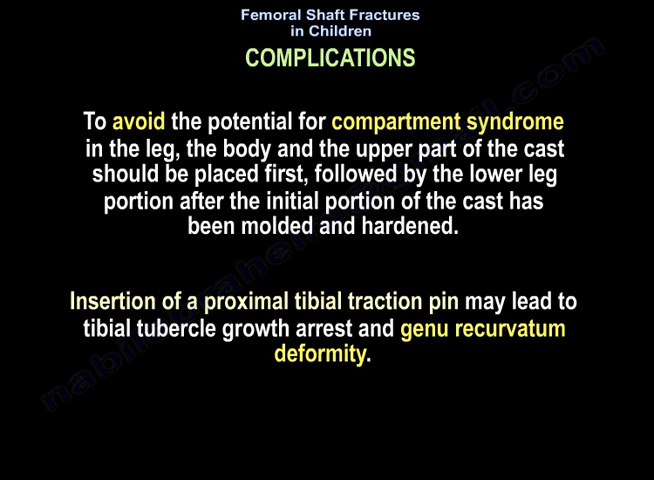 Femoral Shaft Fractures
in Children
COMPLICATIONS
To avoid the potential for compartment syndrome
in the leg, the body and the upper part of the cast
should be placed first, followed by the lower leg
portion after the initial portion of the cast has
been molded and hardened.
Insertion of a proximal tibial traction pin may lead to
tibial tubercle growth arrest and genu recurvatum
deformity.